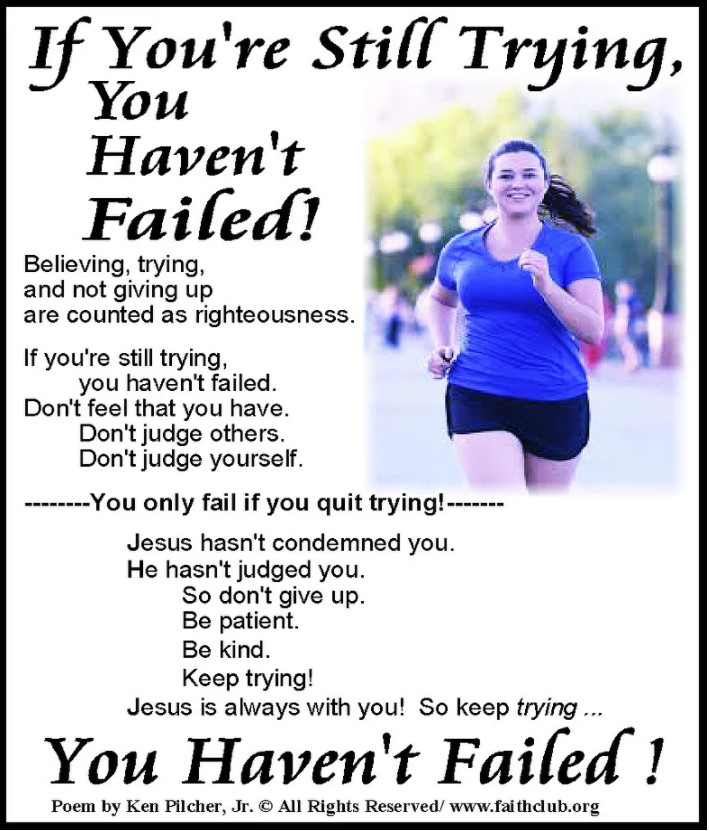 If You're Still Trying,
You
Haven't
Failed!
Believing, trying,
and not giving up
are counted as righteousness.
If you're still trying,
you haven't failed.
Don't feel that you have.
Don't judge others.
Don't judge yourself.
--------You only fail if you quit trying!-------
Jesus hasn't condemned you.
He hasn't judged you.
So don't give up.
Be patient.
Be kind.
Keep trying!
Jesus is always with you!  So keep trying ...
You Haven't Failed !
Poem by Ken Pilcher, Jr. © All Rights Reserved/ www.faithclub.org